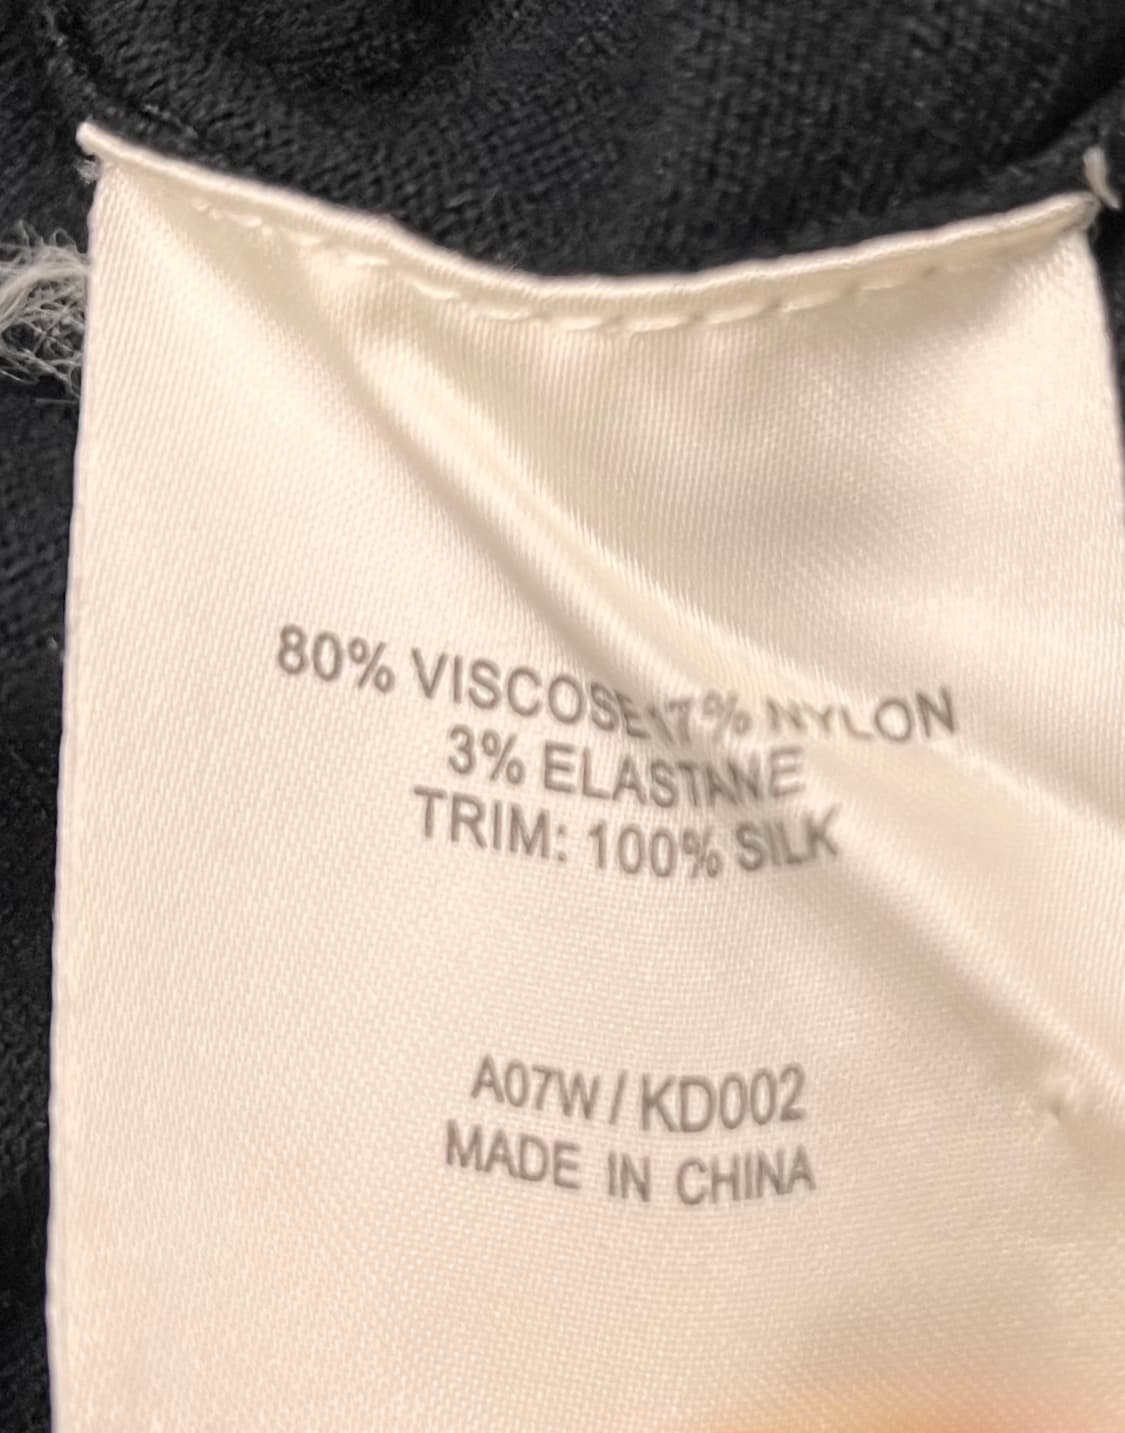 80% VISCOSE 17% NYLON
3% ELASTANE
TRIM: 100% SILK
A07W / KD002
MADE IN CHINA